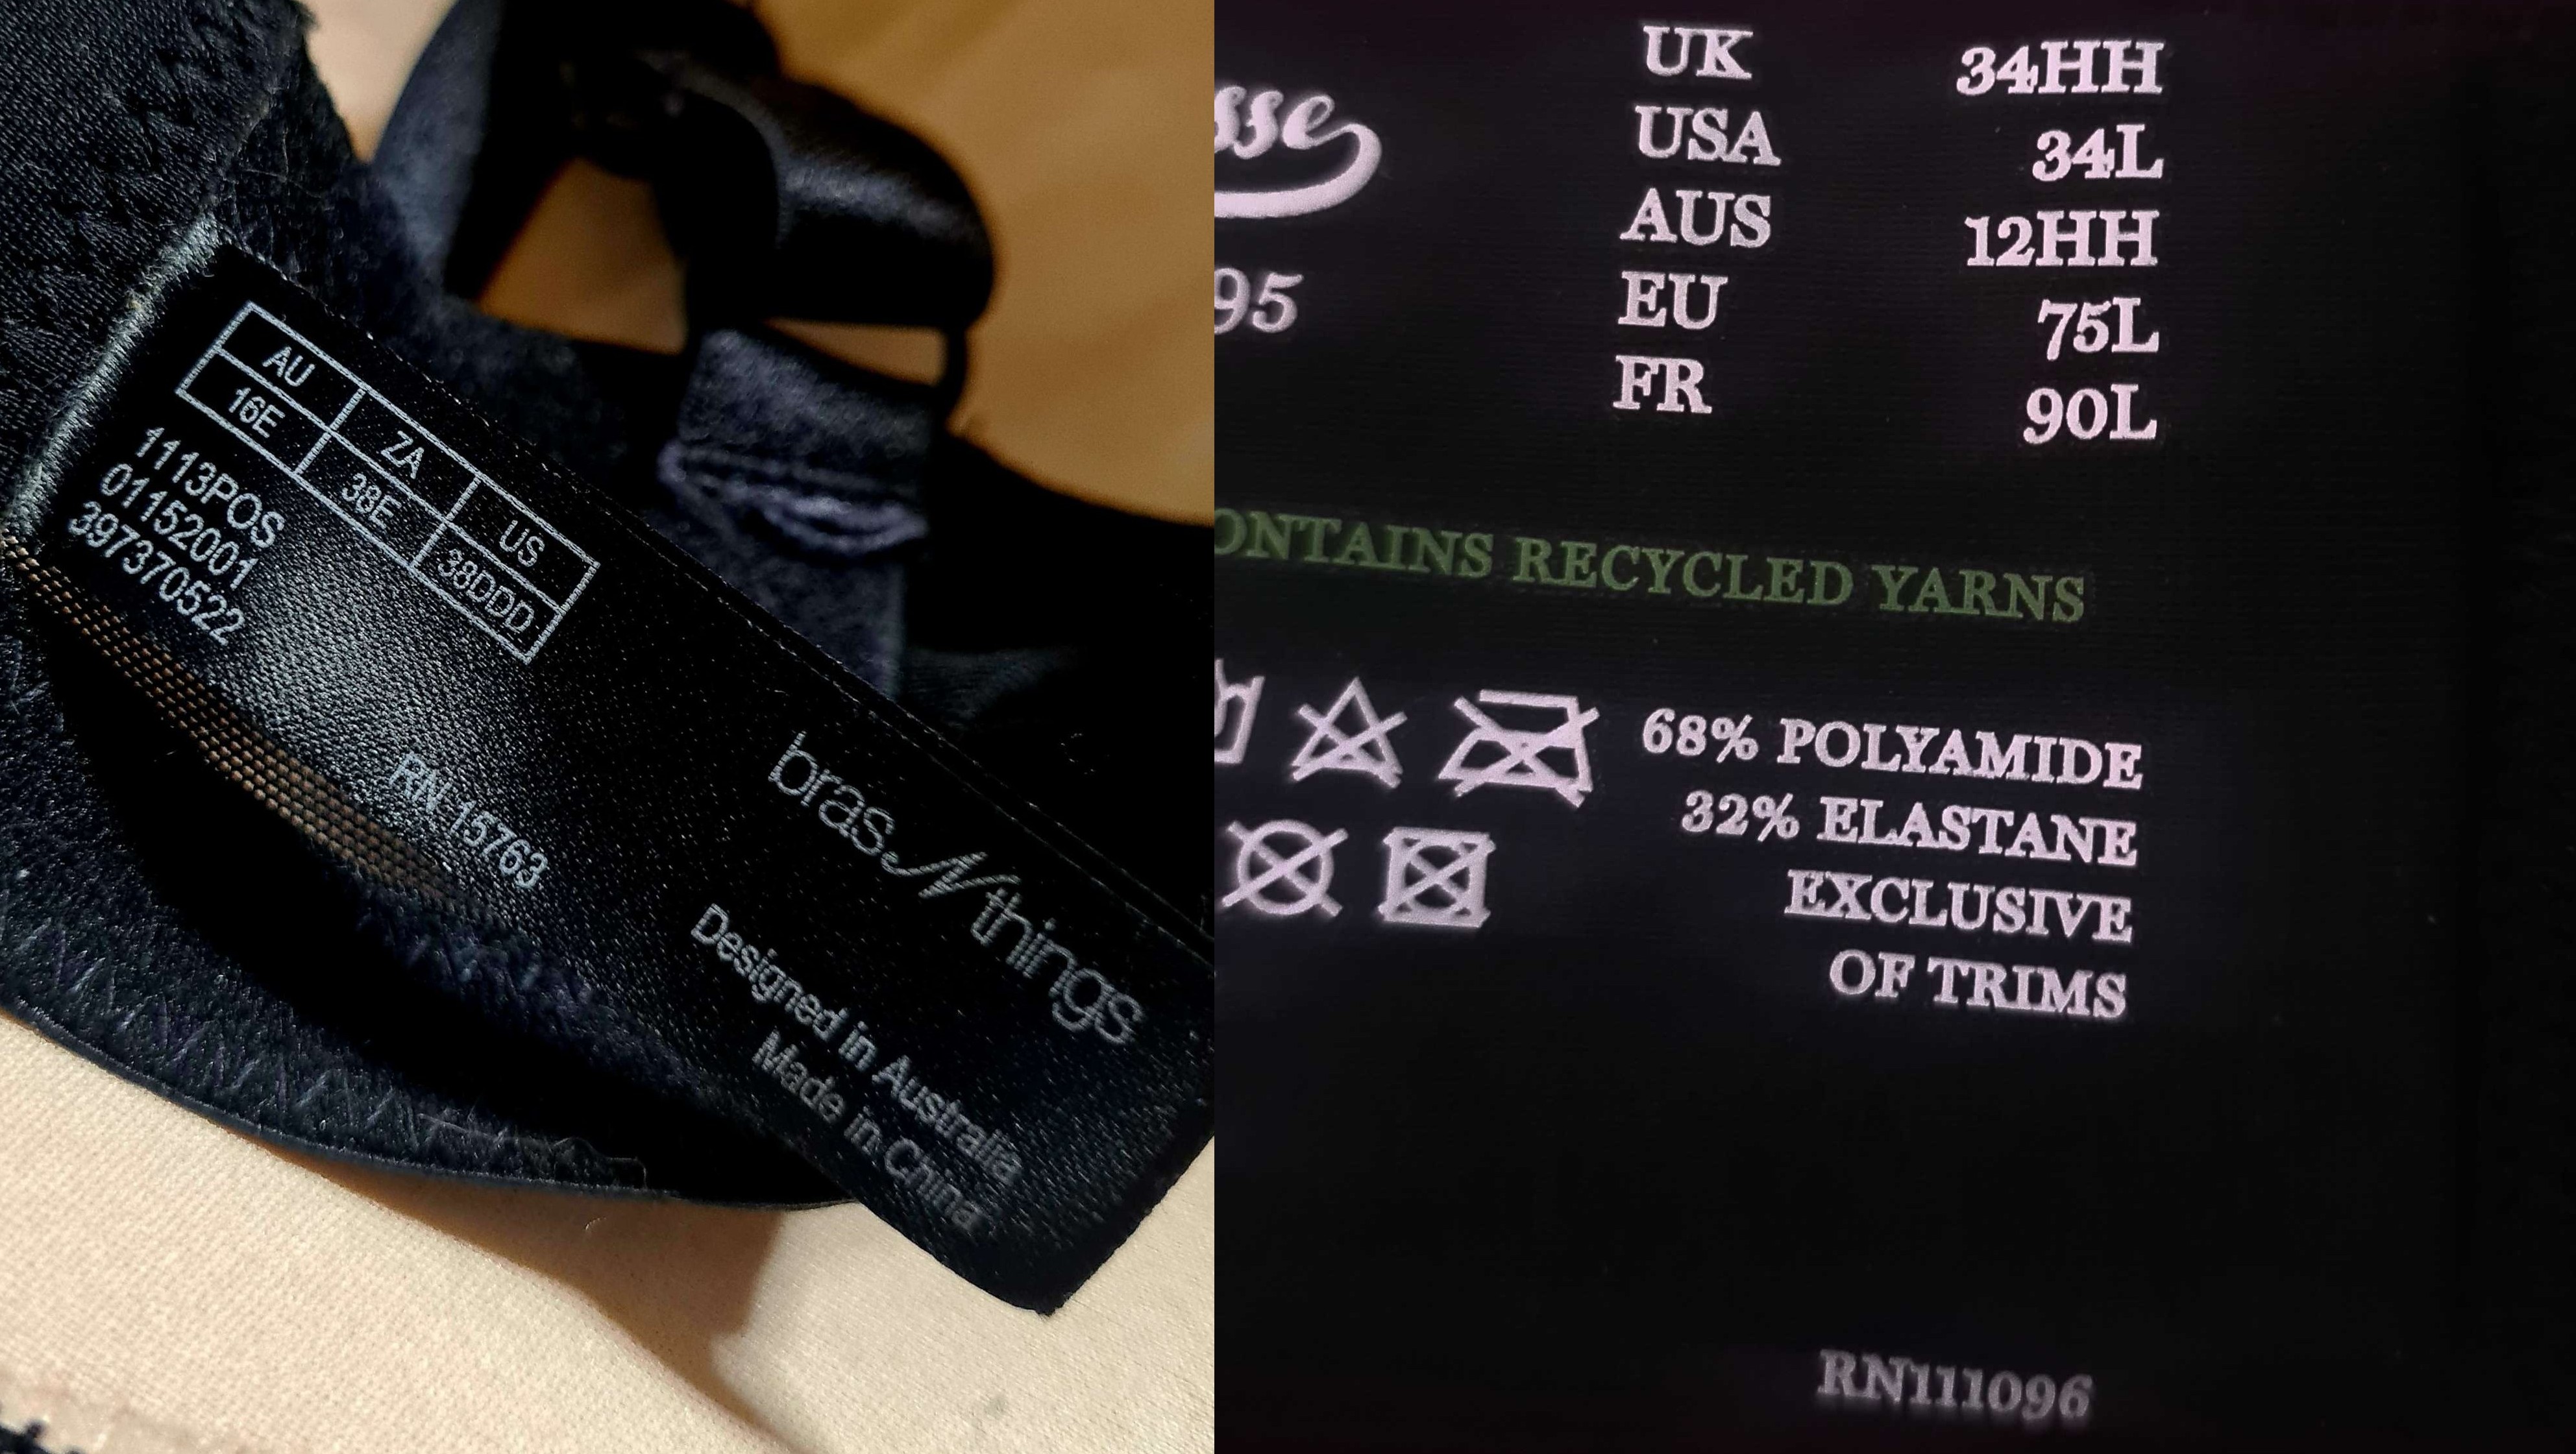 AU ZA US
16E 38E 38DDD
1113POS
01152001
397370522
RN 15763
bras N things
Designed in Australia
Made in China
UK 34HH
USA 34L
AUS 12HH
EU 75L
FR 90L
sse
95
ONTAINS RECYCLED YARNS
68% POLYAMIDE
32% ELASTANE
EXCLUSIVE
OF TRIMS
RN111096